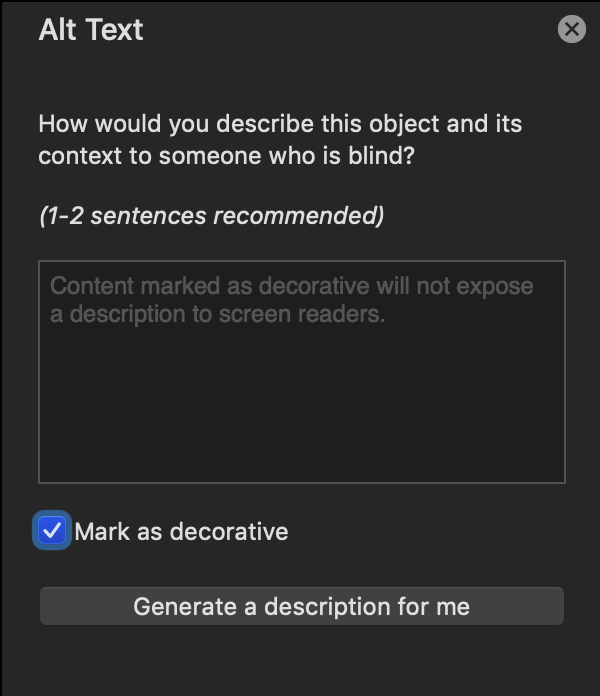 Alt Text
How would you describe this object and its
context to someone who is blind?
(1-2 sentences recommended)
Content marked as decorative will not expose
a description to screen readers.
Mark as decorative
Generate a description for me